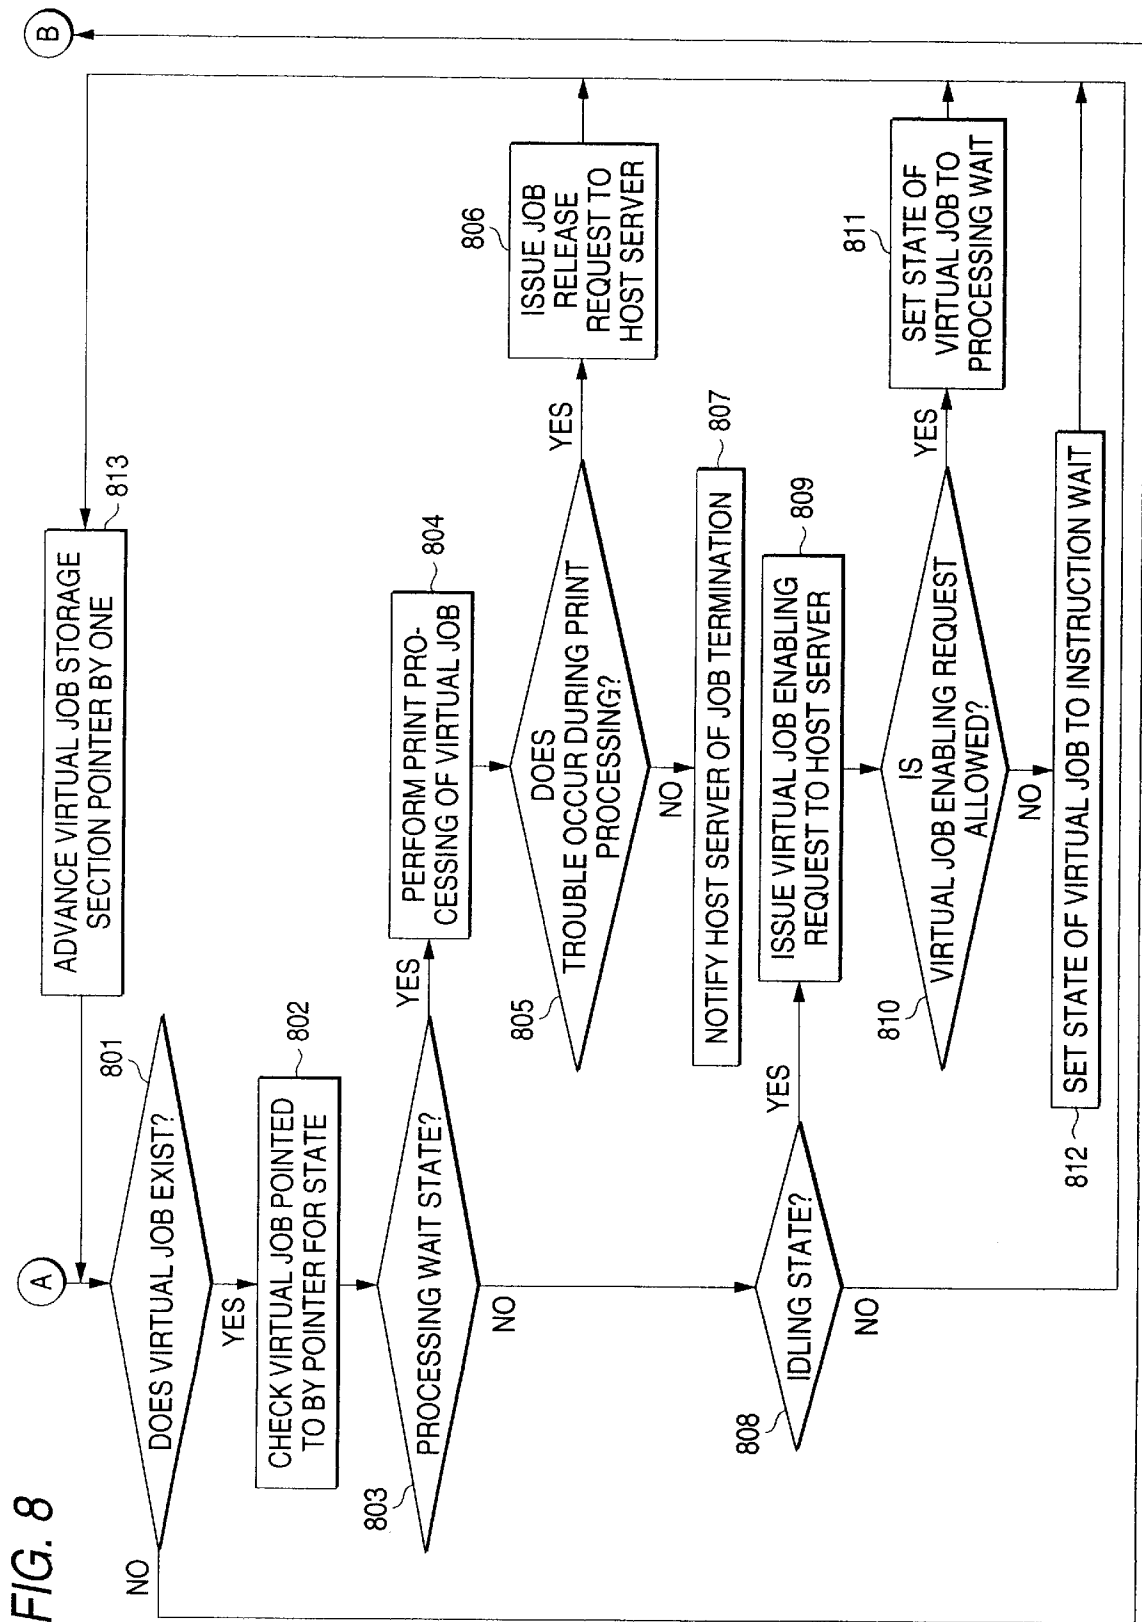 FIG. 8
A
B
801
DOES VIRTUAL JOB EXIST?
NO
YES
813
ADVANCE VIRTUAL JOB STORAGE
SECTION POINTER BY ONE
802
CHECK VIRTUAL JOB POINTED
TO BY POINTER FOR STATE
803
PROCESSING WAIT STATE?
YES
NO
804
PERFORM PRINT PRO-
CESSING OF VIRTUAL JOB
805
DOES
TROUBLE OCCUR DURING PRINT
PROCESSING?
YES
NO
806
ISSUE JOB
RELEASE
REQUEST TO
HOST SERVER
807
NOTIFY HOST SERVER OF JOB TERMINATION
808
IDLING STATE?
YES
NO
809
ISSUE VIRTUAL JOB ENABLING
REQUEST TO HOST SERVER
810
IS
VIRTUAL JOB ENABLING REQUEST
ALLOWED?
YES
NO
811
SET STATE OF
VIRTUAL JOB TO
PROCESSING WAIT
812
SET STATE OF VIRTUAL JOB TO INSTRUCTION WAIT